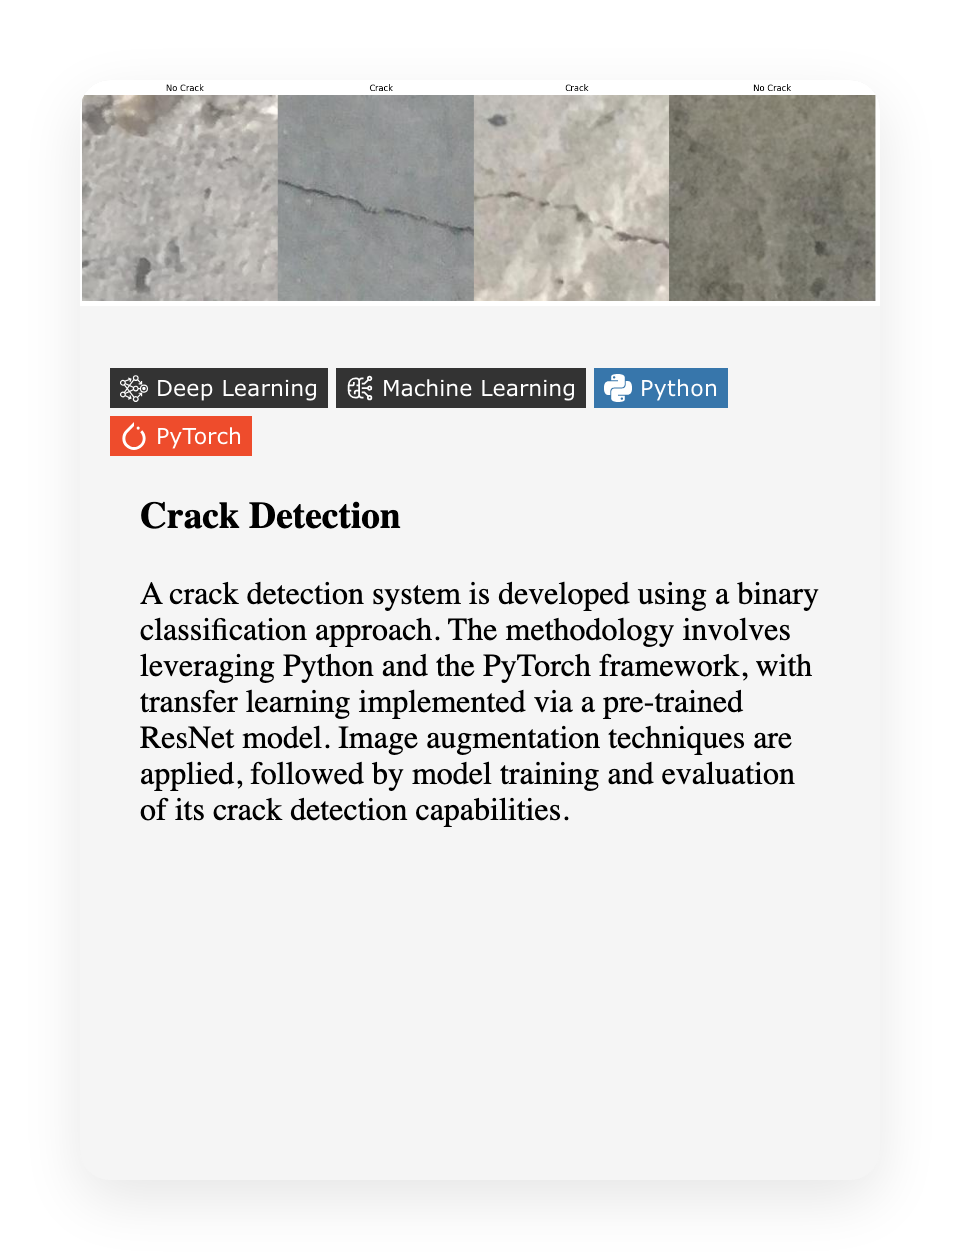 No Crack Crack Crack No Crack
Deep Learning Machine Learning Python
PyTorch
Crack Detection
A crack detection system is developed using a binary
classification approach. The methodology involves
leveraging Python and the PyTorch framework, with
transfer learning implemented via a pre-trained
ResNet model. Image augmentation techniques are
applied, followed by model training and evaluation
of its crack detection capabilities.